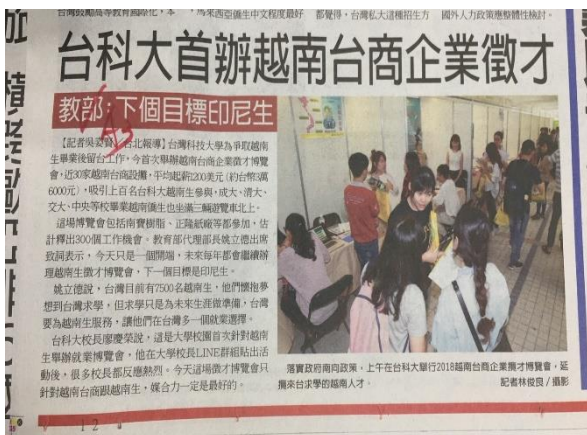 台科大首辦越南台商企業徵才
教部：下個目標印尼生
台北報導】台灣科技大學為爭取越南
生畢業後留台工作，今首次舉辦越南台商企業徵才博覽
會，近30家越南台商設攤，平均起薪1200美元（約台幣3萬
6000元），吸引上百名台科大越南生參與，成大、清大、
交大、中央等校畢業越南僑生也坐滿三輛遊覽車北上。
這場博覽會包括南寶樹脂、正隆紙廠等都參加，估
計釋出300個工作機會。教育部代理部長姚立德出席
致詞表示，今天只是一個開端，未來每年都會繼續辦
理越南生徵才博覽會，下一個目標是印尼生。
姚立德說，台灣目前有7500名越南生，他們懷抱夢
想到台灣求學，但求學只是為未來生涯做準備，台灣
要為越南生服務，讓他們在台灣多一個就業選擇。
台科大校長廖慶榮說，這是大學校園首次針對越南
生舉辦就業博覽會，他在大學校長LINE群組貼出活
動後，很多校長都反應熱烈。今天這場徵才博覽會只
針對越南台商跟越南生，媒合力一定是最好的。
落實政府南向政策，上午在台科大舉行2018越南台商企業攬才博覽會，延
攬來台求學的越南人才。
記者林俊良／攝影